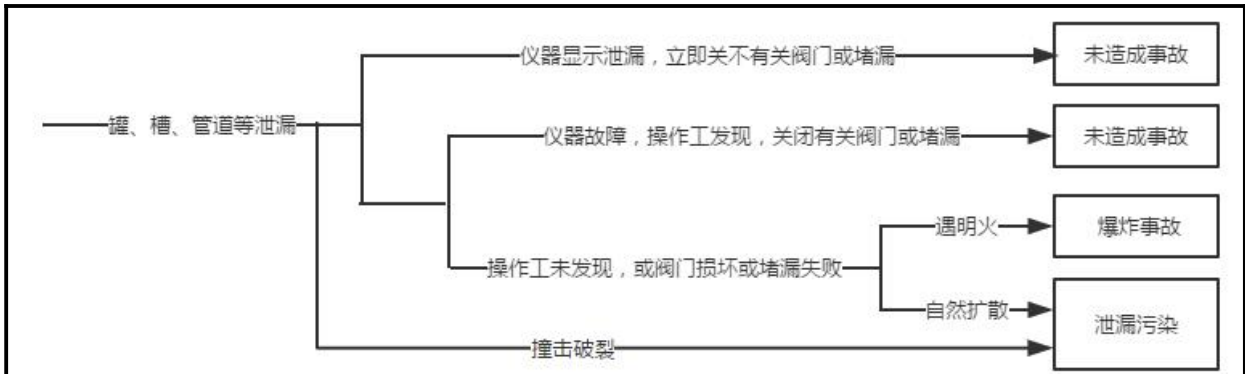 仪器显示泄漏，立即关不有关阀门或堵漏
未造成事故
罐、槽、管道等泄漏
仪器故障，操作工发现，关闭有关阀门或堵漏
未造成事故
遇明火
爆炸事故
操作工未发现，或阀门损坏或堵漏失败
自然扩散
泄漏污染
撞击破裂